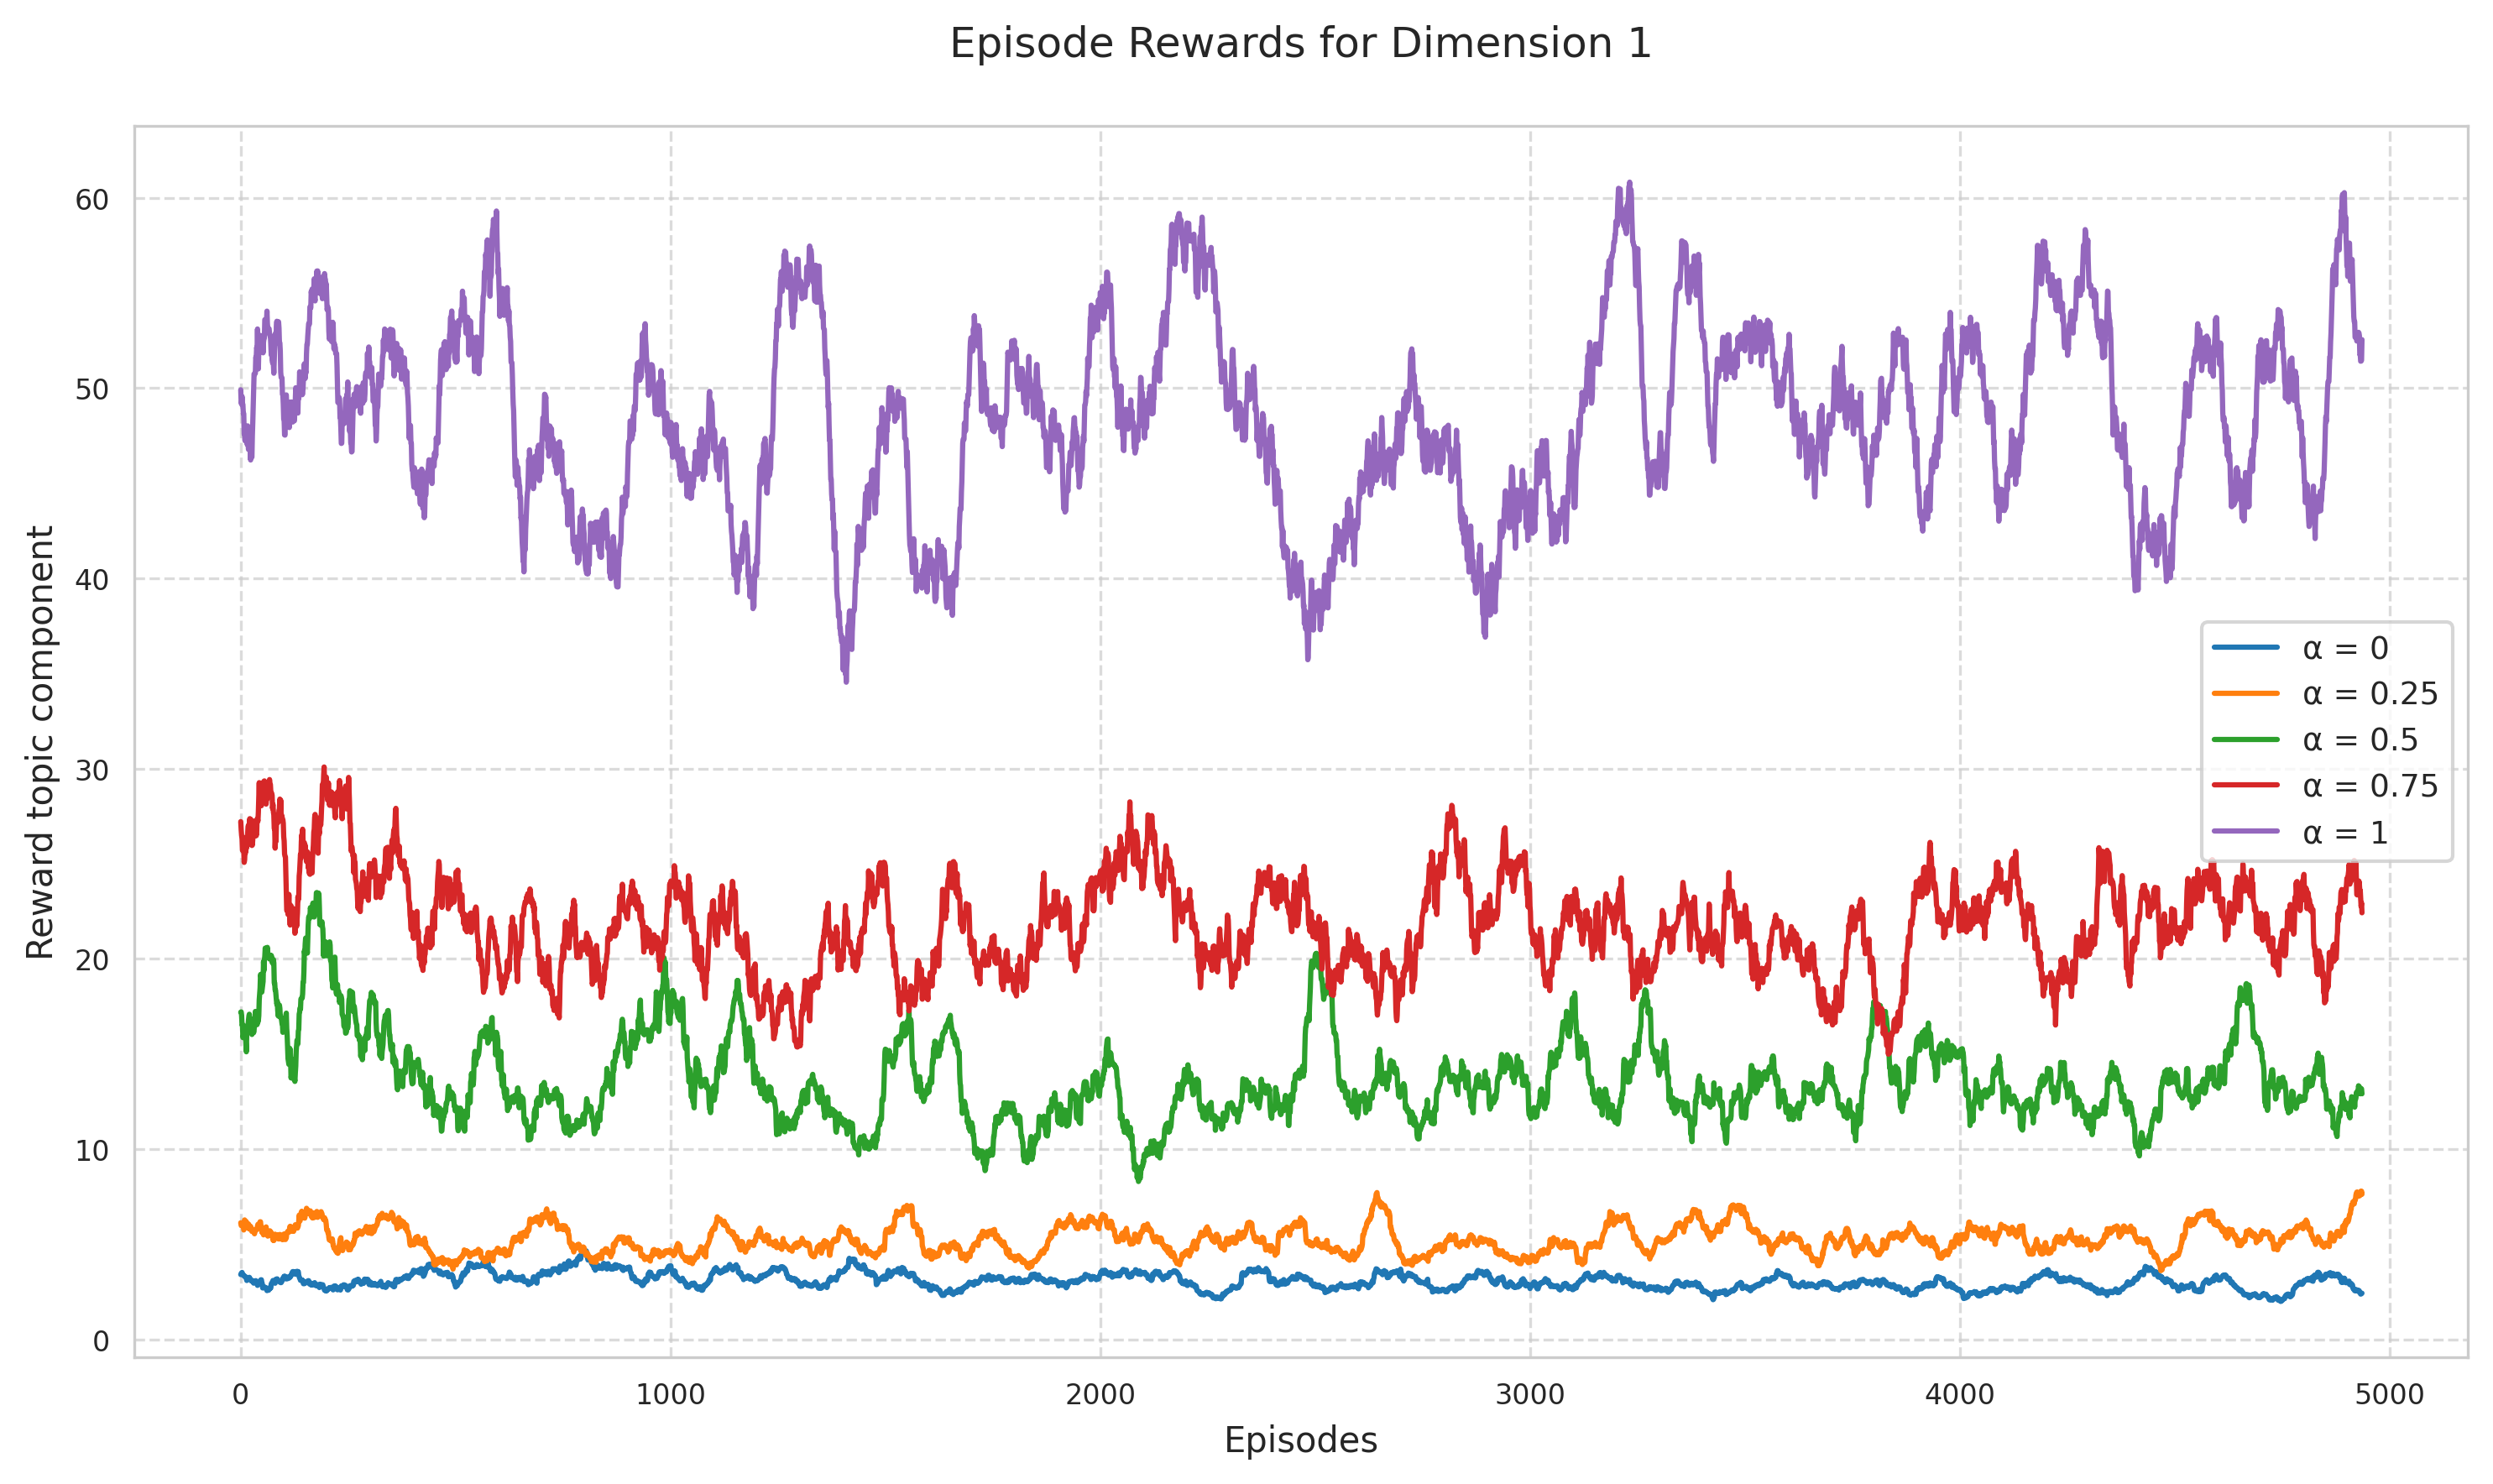 Episode Rewards for Dimension 1
Reward topic component
60
50
40
30
20
10
0
α = 0
α = 0.25
α = 0.5
α = 0.75
α = 1
0 1000 2000 3000 4000 5000
Episodes